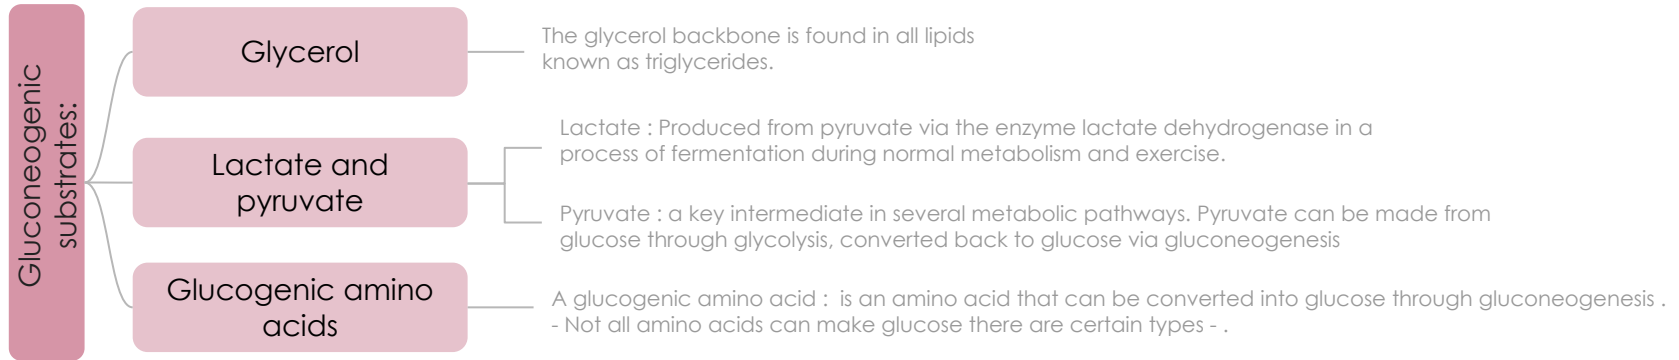 Gluconeogenic
substrates:
Glycerol
The glycerol backbone is found in all lipids
known as triglycerides.
Lactate and
pyruvate
Lactate : Produced from pyruvate via the enzyme lactate dehydrogenase in a
process of fermentation during normal metabolism and exercise.
Pyruvate : a key intermediate in several metabolic pathways. Pyruvate can be made from
glucose through glycolysis, converted back to glucose via gluconeogenesis
Glucogenic amino
acids
A glucogenic amino acid : is an amino acid that can be converted into glucose through gluconeogenesis .
- Not all amino acids can make glucose there are certain types - .